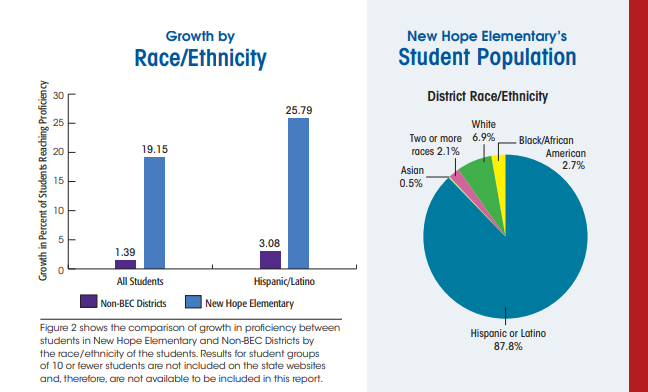 Growth by
Race/Ethnicity
Growth in Percent of Students Reaching Proficiency
30
25
20
15
10
5
0
1.39
19.15
3.08
25.79
All Students
Hispanic/Latino
Non-BEC Districts
New Hope Elementary
Figure 2 shows the comparison of growth in proficiency between
students in New Hope Elementary and Non-BEC Districts by
the race/ethnicity of the students. Results for student groups
of 10 or fewer students are not included on the state websites
and, therefore, are not available to be included in this report.
New Hope Elementary's
Student Population
District Race/Ethnicity
White
6.9%
Two or more
races 2.1%
Black/African
American
2.7%
Asian
0.5%
Hispanic or Latino
87.8%